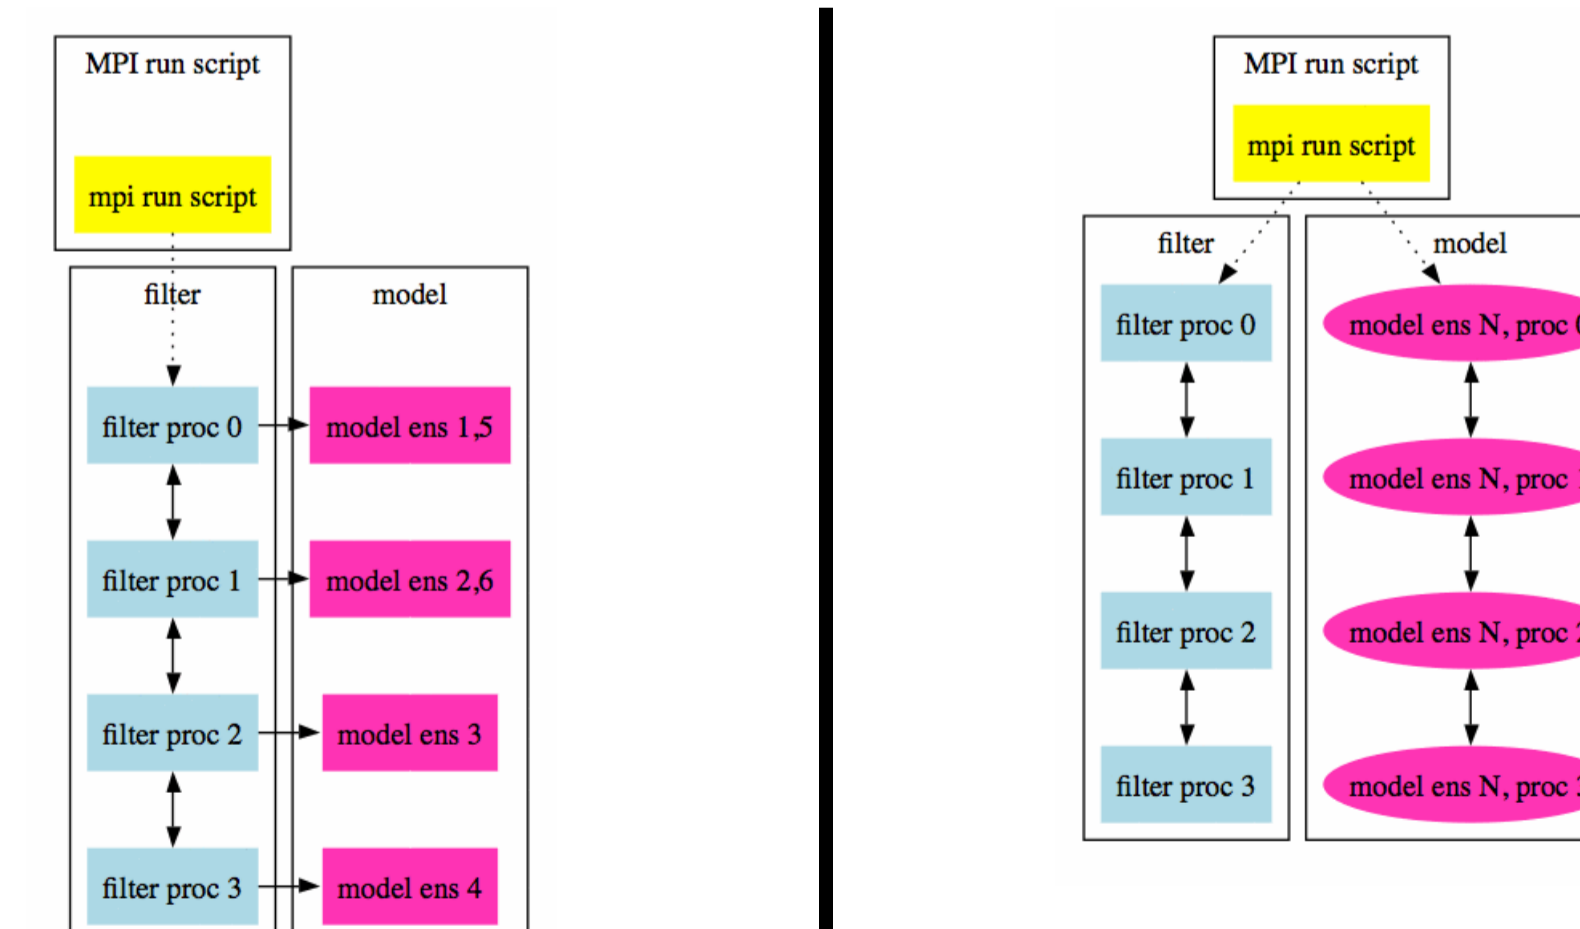 MPI run script
mpi run script
filter
model
filter proc 0
model ens 1,5
filter proc 1
model ens 2,6
filter proc 2
model ens 3
filter proc 3
model ens 4
MPI run script
mpi run script
filter
model
filter proc 0
model ens N, proc
filter proc 1
model ens N, proc
filter proc 2
model ens N, proc
filter proc 3
model ens N, proc